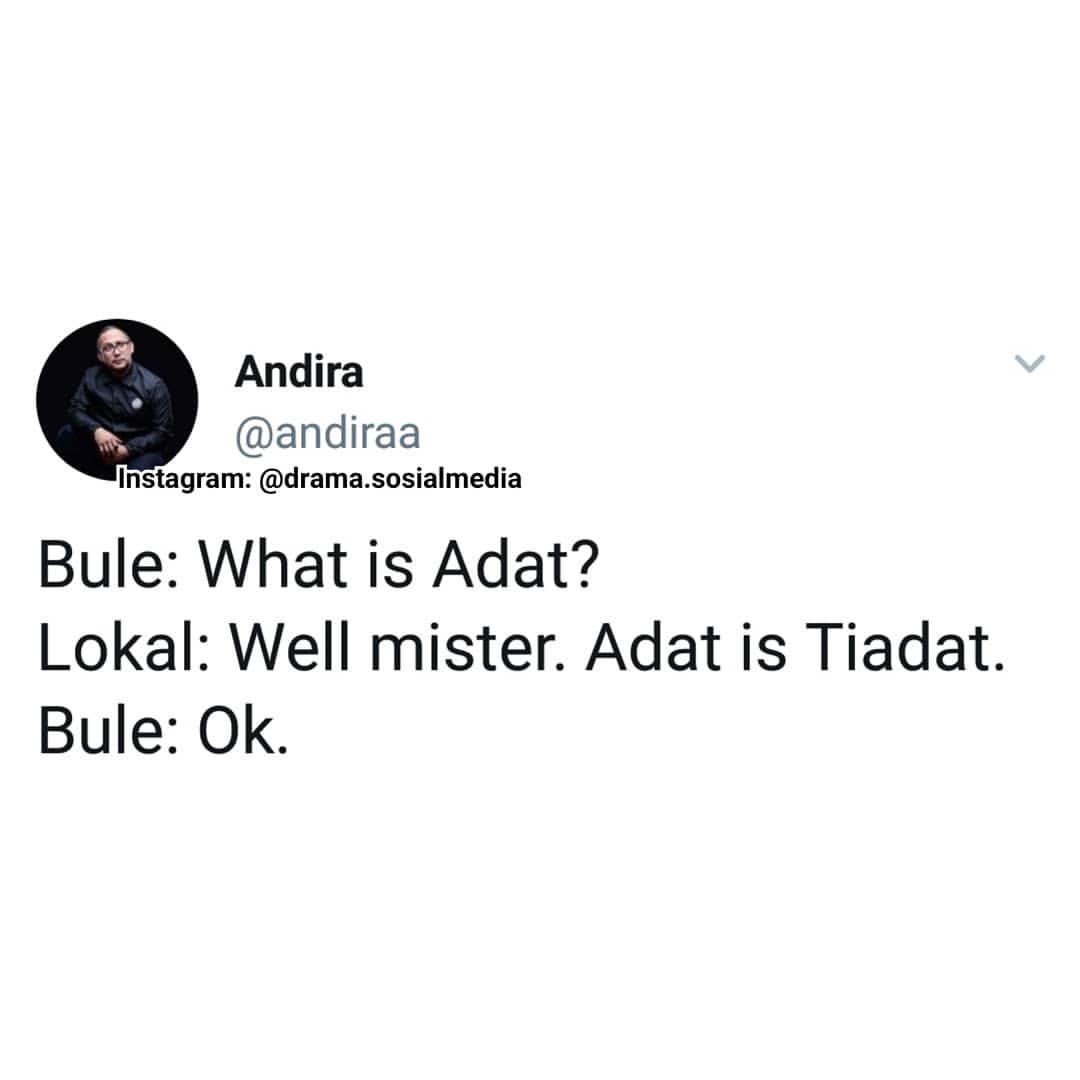 Andira
@andiraa
Instagram: @drama.sosialmedia
Bule: What is Adat?
Lokal: Well mister. Adat is Tiadat.
Bule: Ok.